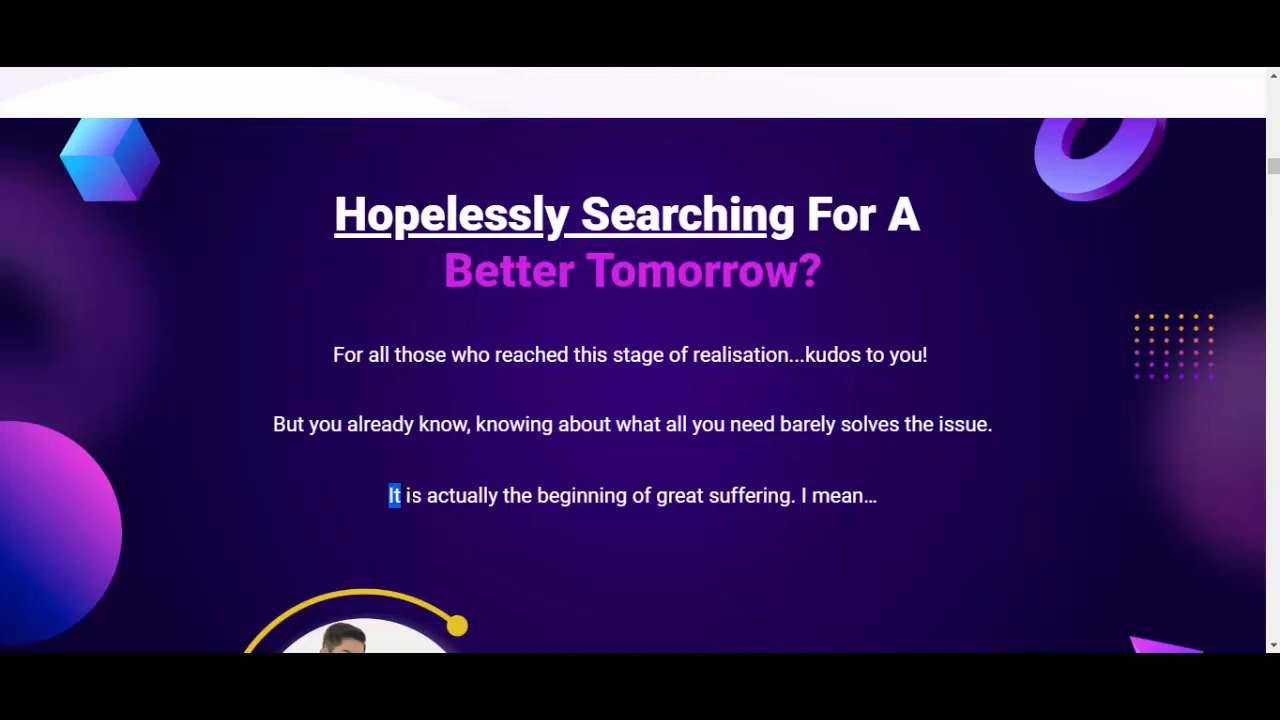 Hopelessly Searching For A
Better Tomorrow?
For all those who reached this stage of realisation...kudos to you!
But you already know, knowing about what all you need barely solves the issue.
It is actually the beginning of great suffering. I mean...